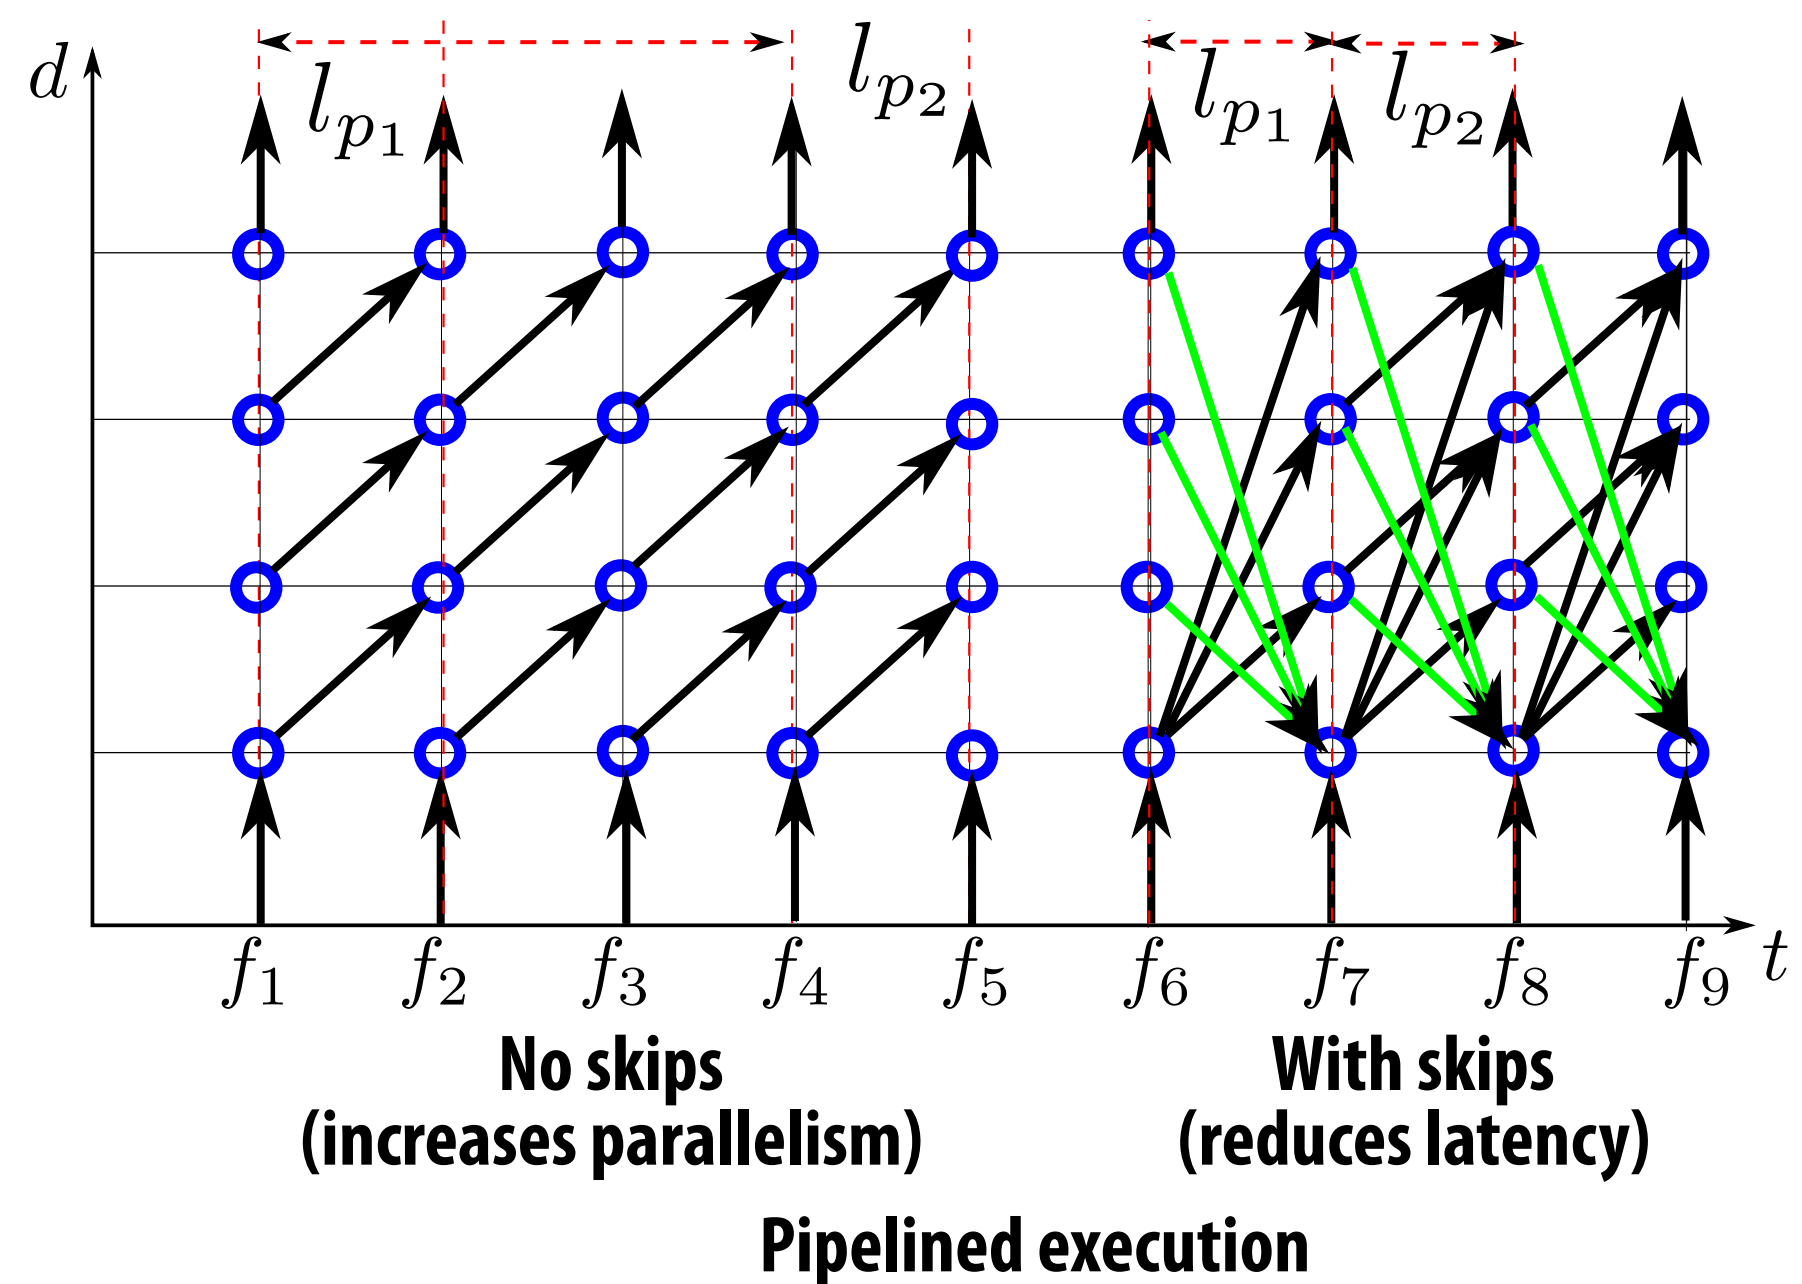 d
l_{p_1} l_{p_2} l_{p_1} l_{p_2}
f_1 f_2 f_3 f_4 f_5 f_6 f_7 f_8 f_9 t
No skips With skips
(increases parallelism) (reduces latency)
Pipelined execution